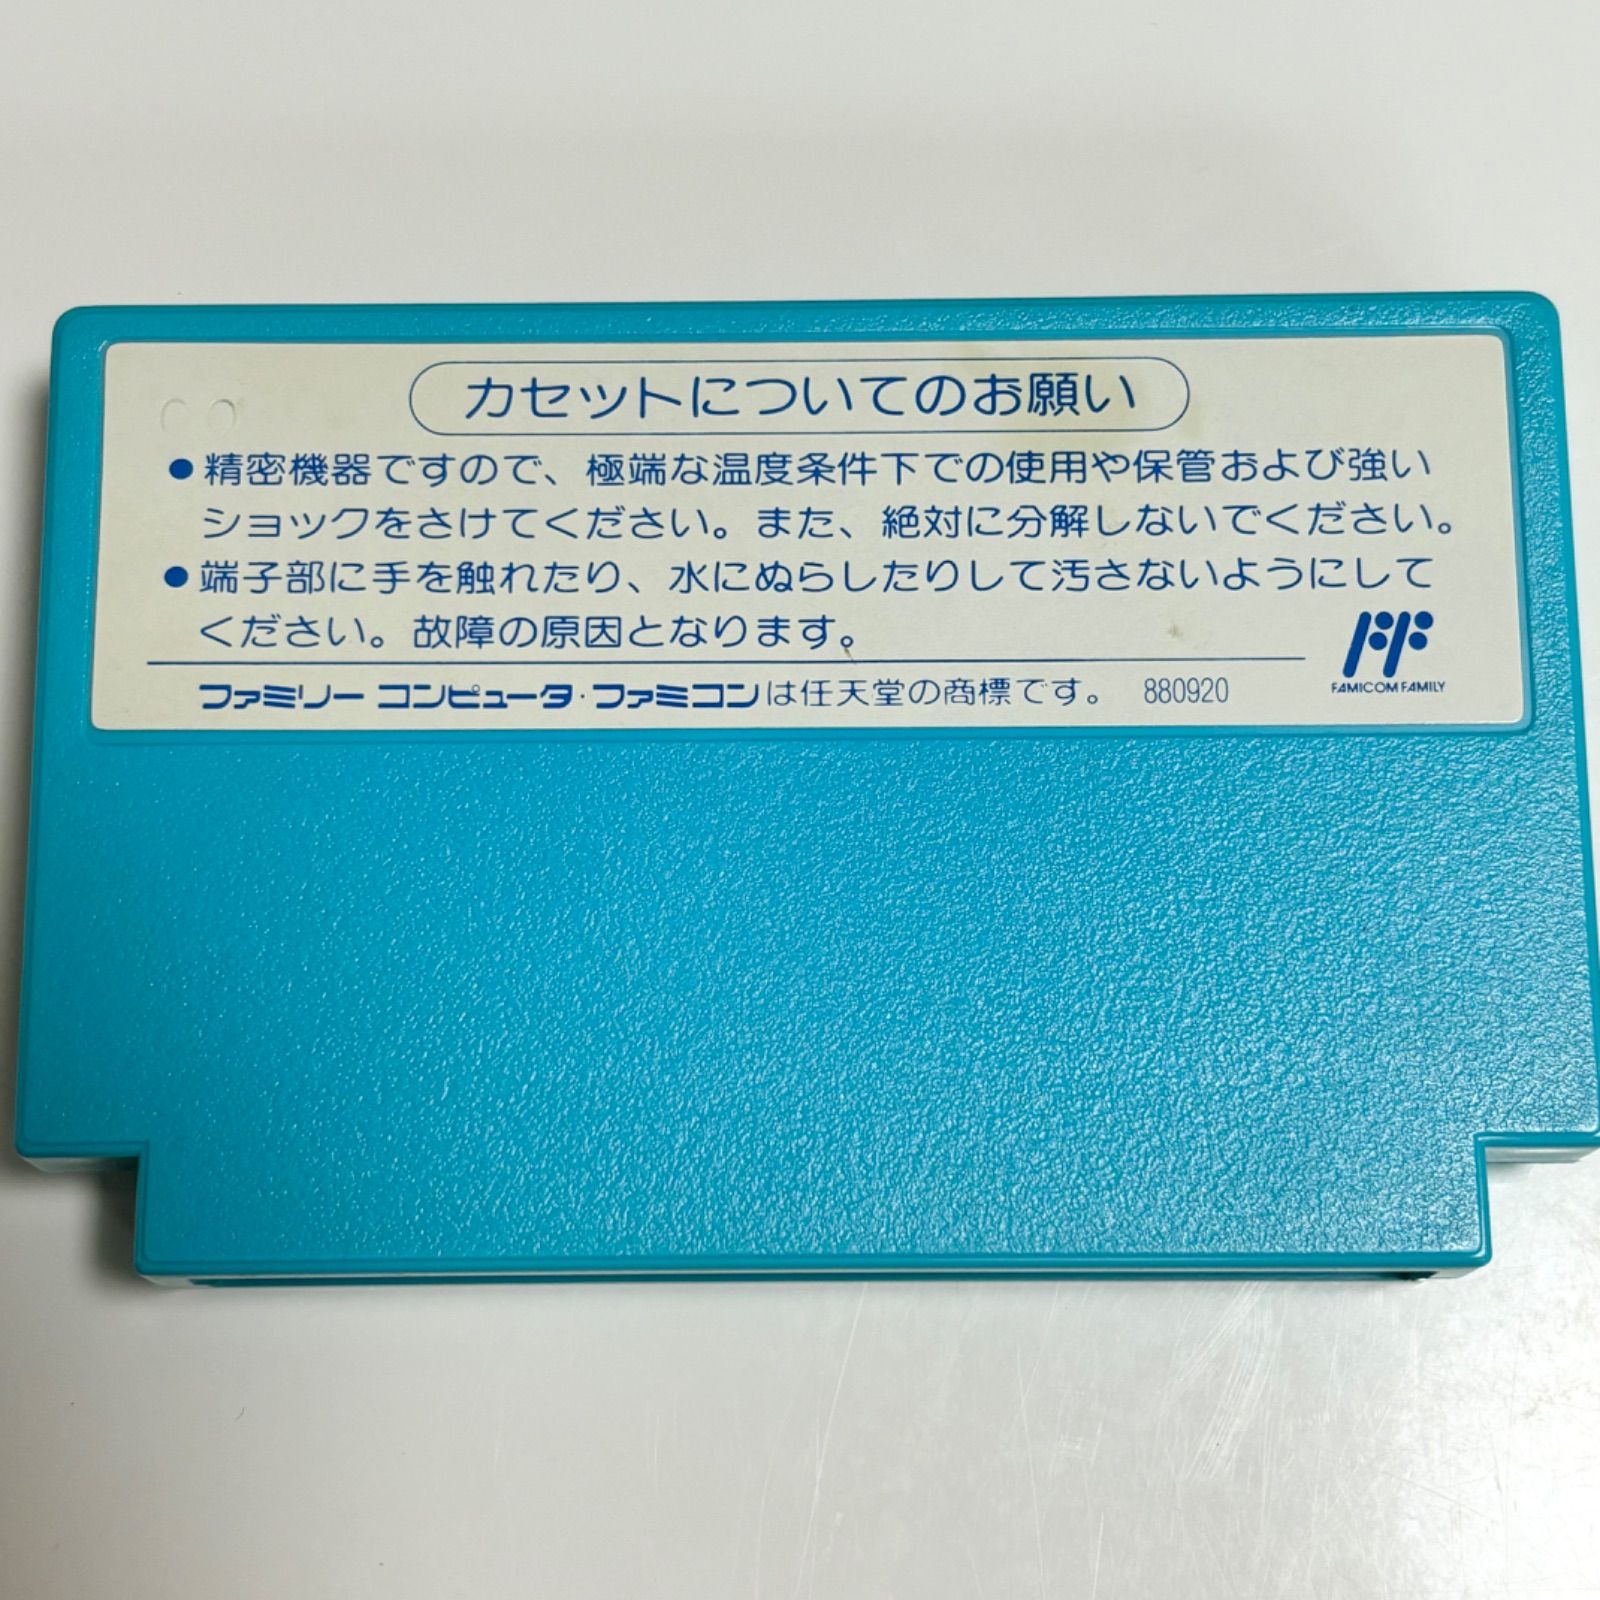 カセットについてのお願い
●精密機器ですので、極端な温度条件下での使用や保管および強い
ショックをさけてください。また、絶対に分解しないでください。
●端子部に手を触れたり、水にぬらしたりして汚さないようにして
ください。故障の原因となります。
FF
FAMICOM FAMILY
ファミリーコンピュータ・ファミコンは任天堂の商標です。 880920